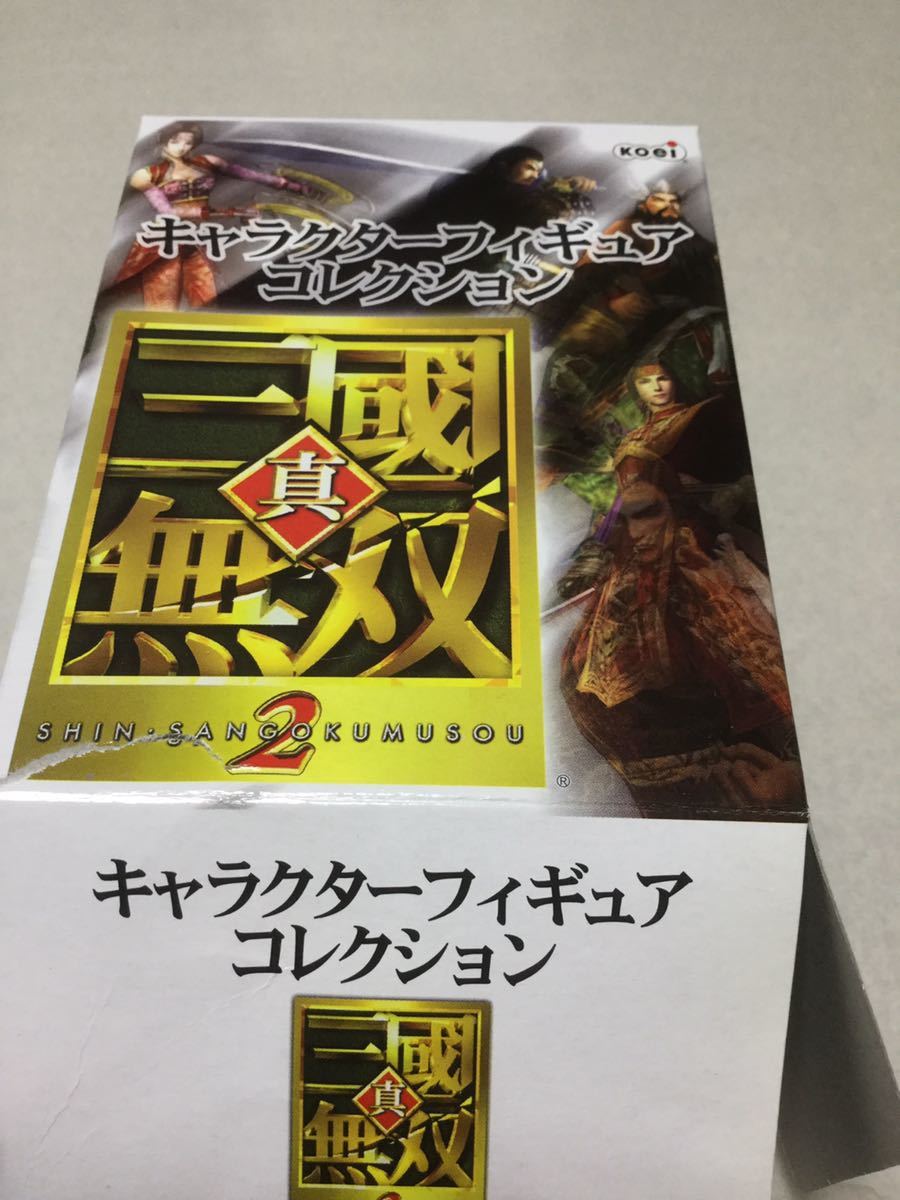 koei
キャラクターフィギュア
コレクション
三國
真
無双
2
SHIN・SANGOKUMUSOU
®
キャラクターフィギュア
コレクション
三國
真
無双